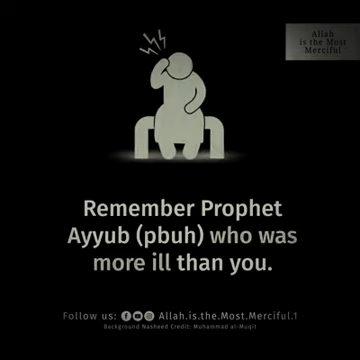 Allah
is the Most
Merciful
Remember Prophet
Ayyub (pbuh) who was
more ill than you.
Follow us: Allah.is.the.Most.Merciful.1
Background Nasheed Credit: Muhammad al-Muqit